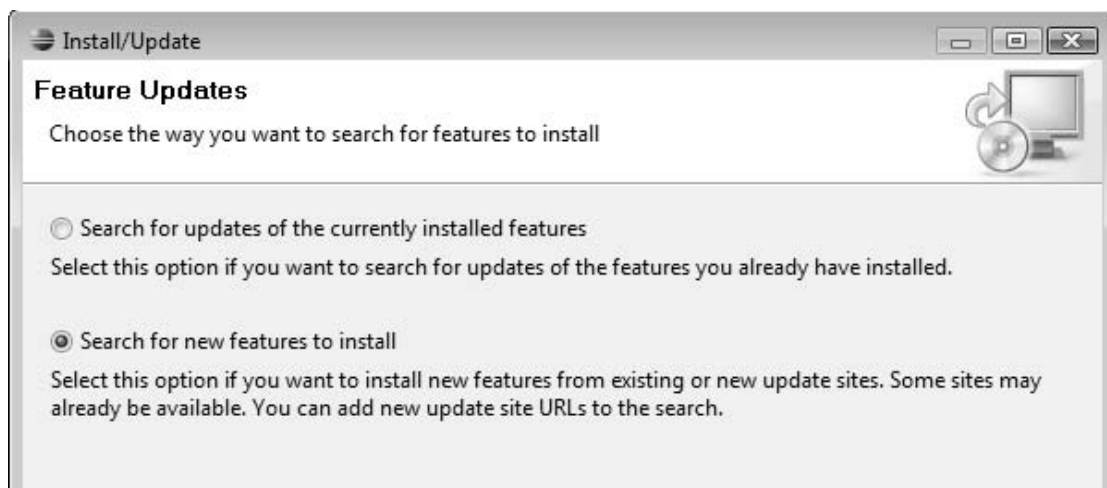 Install/Update
Feature Updates
Choose the way you want to search for features to install
Search for updates of the currently installed features
Select this option if you want to search for updates of the features you already have installed.
Search for new features to install
Select this option if you want to install new features from existing or new update sites. Some sites may
already be available. You can add new update site URLs to the search.